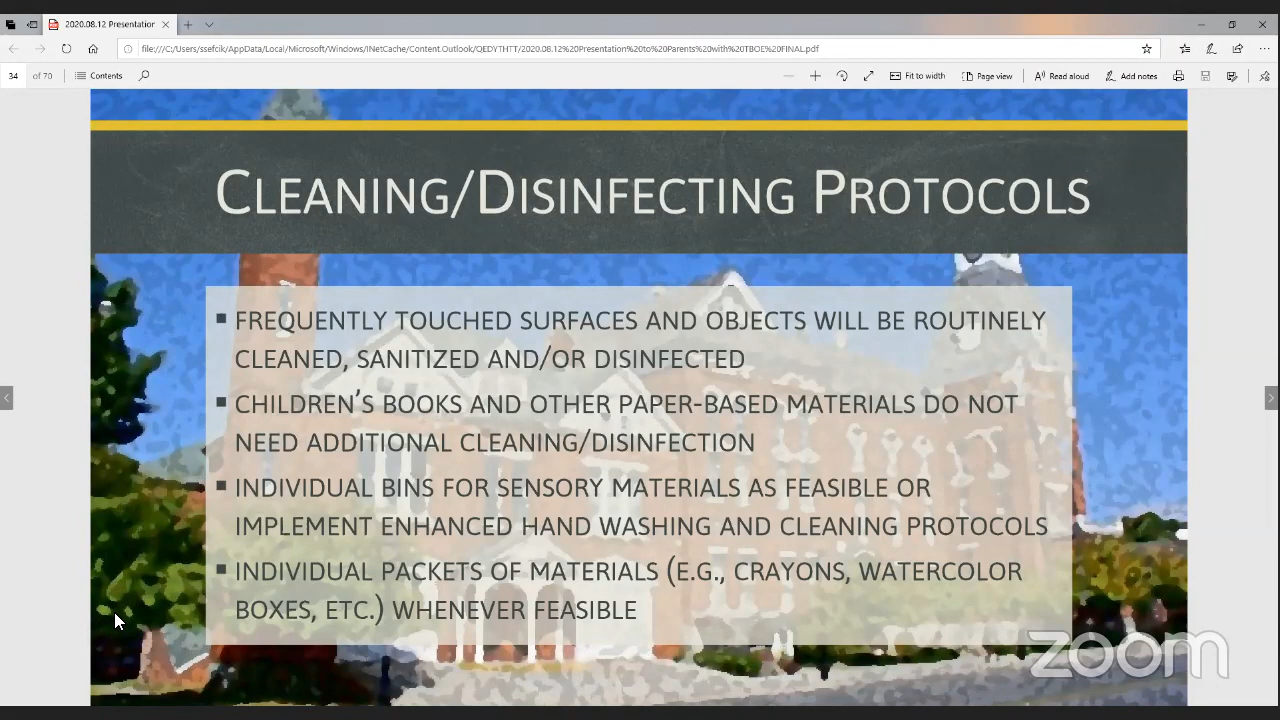 2020.08.12 Presentation
file:///C:/Users/ssefcik/AppData/Local/Microsoft/Windows/INetCache/Content.Outlook/QEDYTHTT/2020.08.12%20Presentation%20to%20Parents%20with%20TBOE%20FINAL.pdf
34 of 70 Contents Fit to width Page view Read aloud Add notes
CLEANING/DISINFECTING PROTOCOLS
▪ FREQUENTLY TOUCHED SURFACES AND OBJECTS WILL BE ROUTINELY
CLEANED, SANITIZED AND/OR DISINFECTED
▪ CHILDREN'S BOOKS AND OTHER PAPER-BASED MATERIALS DO NOT
NEED ADDITIONAL CLEANING/DISINFECTION
▪ INDIVIDUAL BINS FOR SENSORY MATERIALS AS FEASIBLE OR
IMPLEMENT ENHANCED HAND WASHING AND CLEANING PROTOCOLS
▪ INDIVIDUAL PACKETS OF MATERIALS (E.G., CRAYONS, WATERCOLOR
BOXES, ETC.) WHENEVER FEASIBLE
zoom